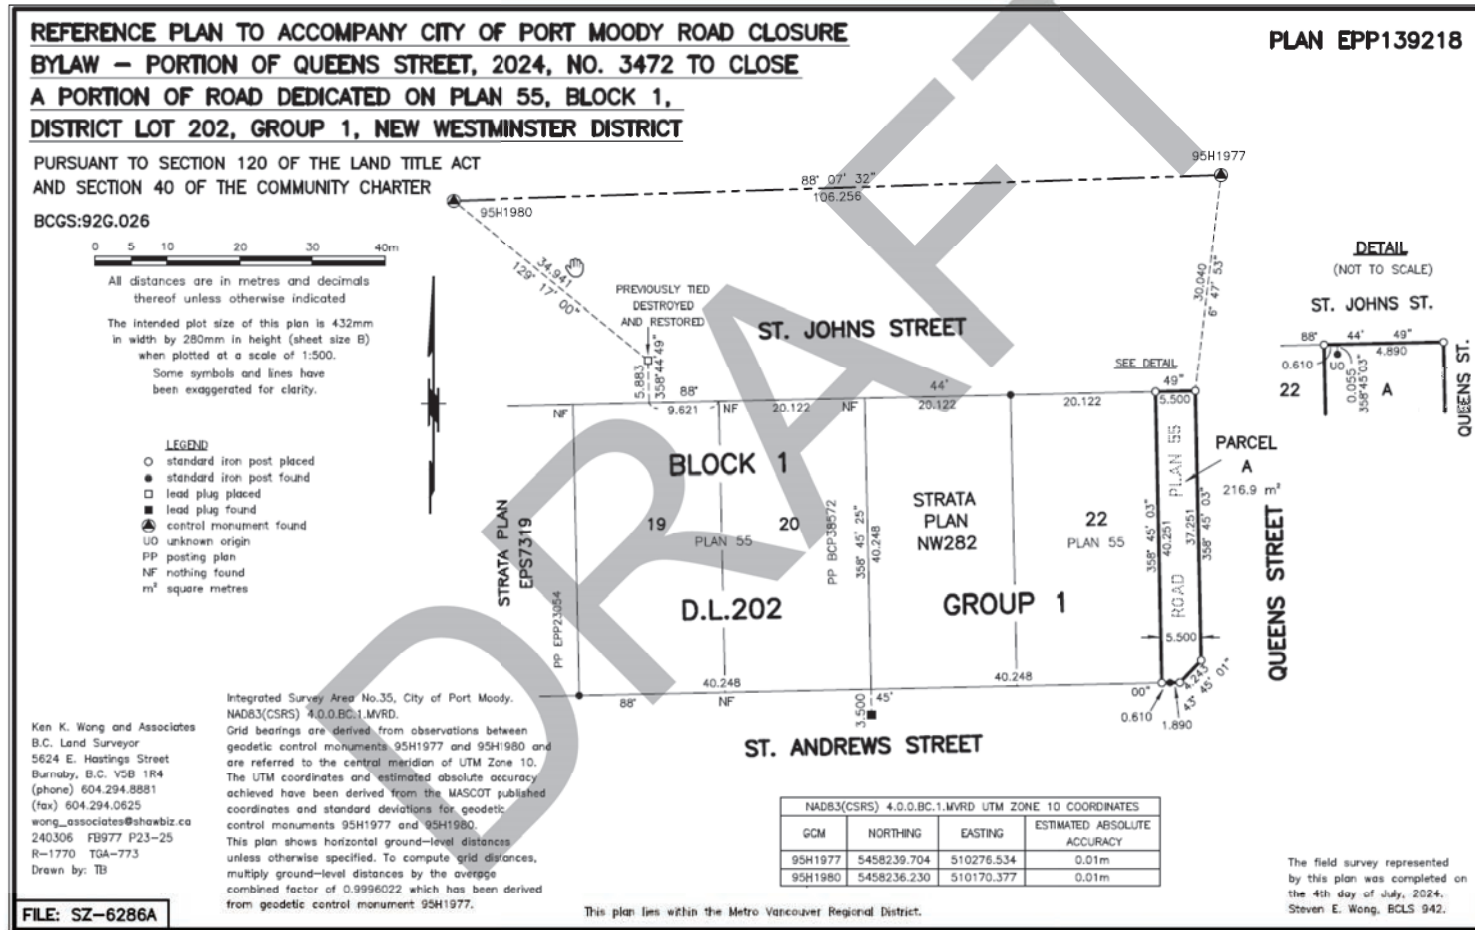 REFERENCE PLAN TO ACCOMPANY CITY OF PORT MOODY ROAD CLOSURE
BYLAW – PORTION OF QUEENS STREET, 2024, NO. 3472 TO CLOSE
A PORTION OF ROAD DEDICATED ON PLAN 55, BLOCK 1,
DISTRICT LOT 202, GROUP 1, NEW WESTMINSTER DISTRICT
PLAN EPP139218
PURSUANT TO SECTION 120 OF THE LAND TITLE ACT
AND SECTION 40 OF THE COMMUNITY CHARTER
BCGS:92G.026
0 5 10 20 30 40m
All distances are in metres and decimals
thereof unless otherwise indicated
The intended plot size of this plan is 432mm
in width by 280mm in height (sheet size B)
when plotted at a scale of 1:500.
Some symbols and lines have
been exaggerated for clarity.
LEGEND
standard iron post placed
standard iron post found
lead plug placed
lead plug found
control monument found
UO unknown origin
PP posting plan
NF nothing found
m² square metres
95H1980
88° 07' 32"
106.256
95H1977
34.941
129° 17' 00"
30.040
6° 47' 53"
PREVIOUSLY TIED
DESTROYED
AND RESTORED
ST. JOHNS STREET
5.883
358°44'49"
SEE DETAIL
88°
44'
49"
NF
9.621
NF
20.122
NF
20.122
20.122
5.500
DETAIL
(NOT TO SCALE)
ST. JOHNS ST.
88° 44' 49"
4.890
0.610
UO
0.055
358°45'03"
22
A
QUEENS ST.
BLOCK 1
19
20
PLAN 55
STRATA PLAN
EPS7319
PP EPP23054
PP BCP38572
358° 45' 25"
40.248
STRATA
PLAN
NW282
22
PLAN 55
358° 45' 03"
40.251
ROAD PLAN 55
37.251
358° 45' 03"
PARCEL
A
216.9 m²
D.L.202
GROUP 1
5.500
QUEENS STREET
40.248
40.248
88°
NF
45'
00"
3.500
4.243
43° 45' 01"
0.610
1.890
ST. ANDREWS STREET
Ken K. Wong and Associates
B.C. Land Surveyor
5624 E. Hastings Street
Burnaby, B.C. V5B 1R4
(phone) 604.294.8881
(fax) 604.294.0625
wong_associates@shawbiz.ca
240306 FB977 P23–25
R–1770 TGA–773
Drawn by: TB
FILE: SZ–6286A
Integrated Survey Area No.35, City of Port Moody.
NAD83(CSRS) 4.0.0.BC.1.MVRD.
Grid bearings are derived from observations between
geodetic control monuments 95H1977 and 95H1980 and
are referred to the central meridian of UTM Zone 10.
The UTM coordinates and estimated absolute accuracy
achieved have been derived from the MASCOT published
coordinates and standard deviations for geodetic
control monuments 95H1977 and 95H1980.
This plan shows horizontal ground–level distances
unless otherwise specified. To compute grid distances,
multiply ground–level distances by the average
combined factor of 0.9996022 which has been derived
from geodetic control monument 95H1977.
NAD83(CSRS) 4.0.0.BC.1.MVRD UTM ZONE 10 COORDINATES
GCM NORTHING EASTING ESTIMATED ABSOLUTE ACCURACY
95H1977 5458239.704 510276.534 0.01m
95H1980 5458236.230 510170.377 0.01m
This plan lies within the Metro Vancouver Regional District.
The field survey represented
by this plan was completed on
the 4th day of July, 2024.
Steven E. Wong, BCLS 942.
DRAFT